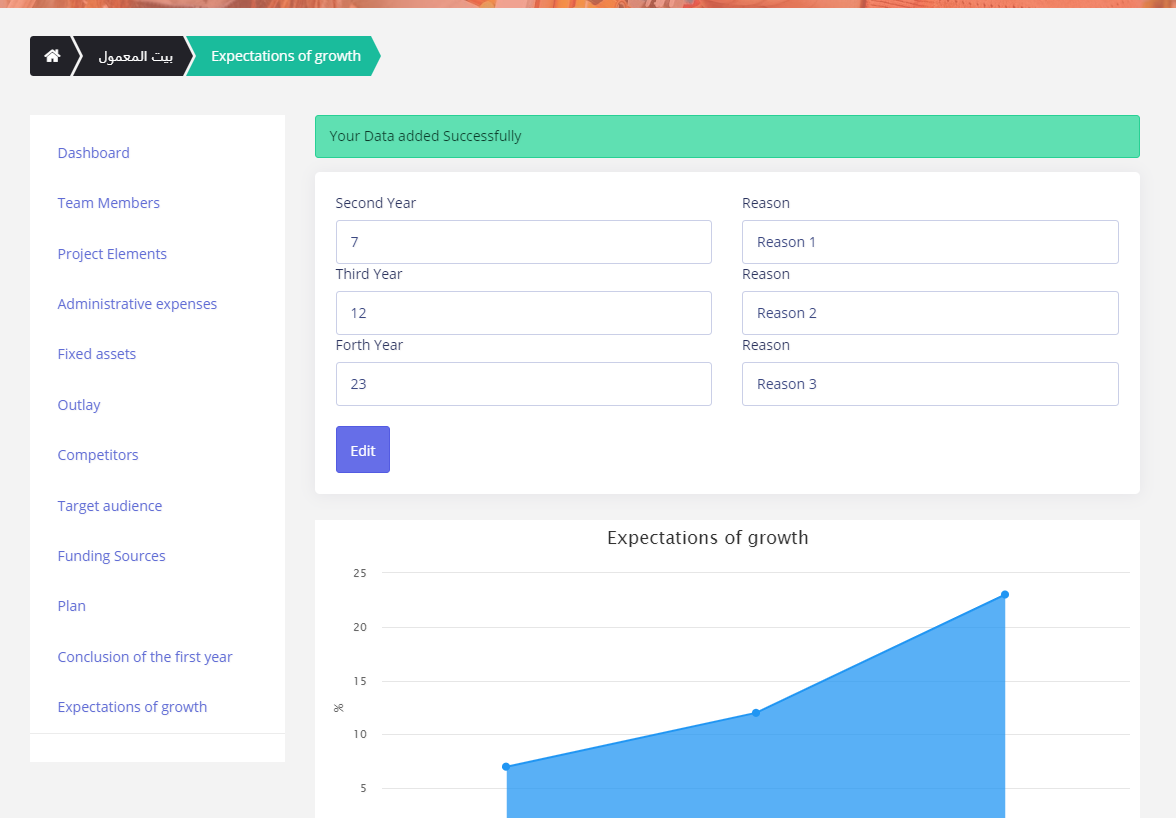 بيت المعمول
Expectations of growth
Dashboard
Team Members
Project Elements
Administrative expenses
Fixed assets
Outlay
Competitors
Target audience
Funding Sources
Plan
Conclusion of the first year
Expectations of growth
Your Data added Successfully
Second Year
Reason
7
Reason 1
Third Year
Reason
12
Reason 2
Forth Year
Reason
23
Reason 3
Edit
Expectations of growth
25
20
15
%
10
5